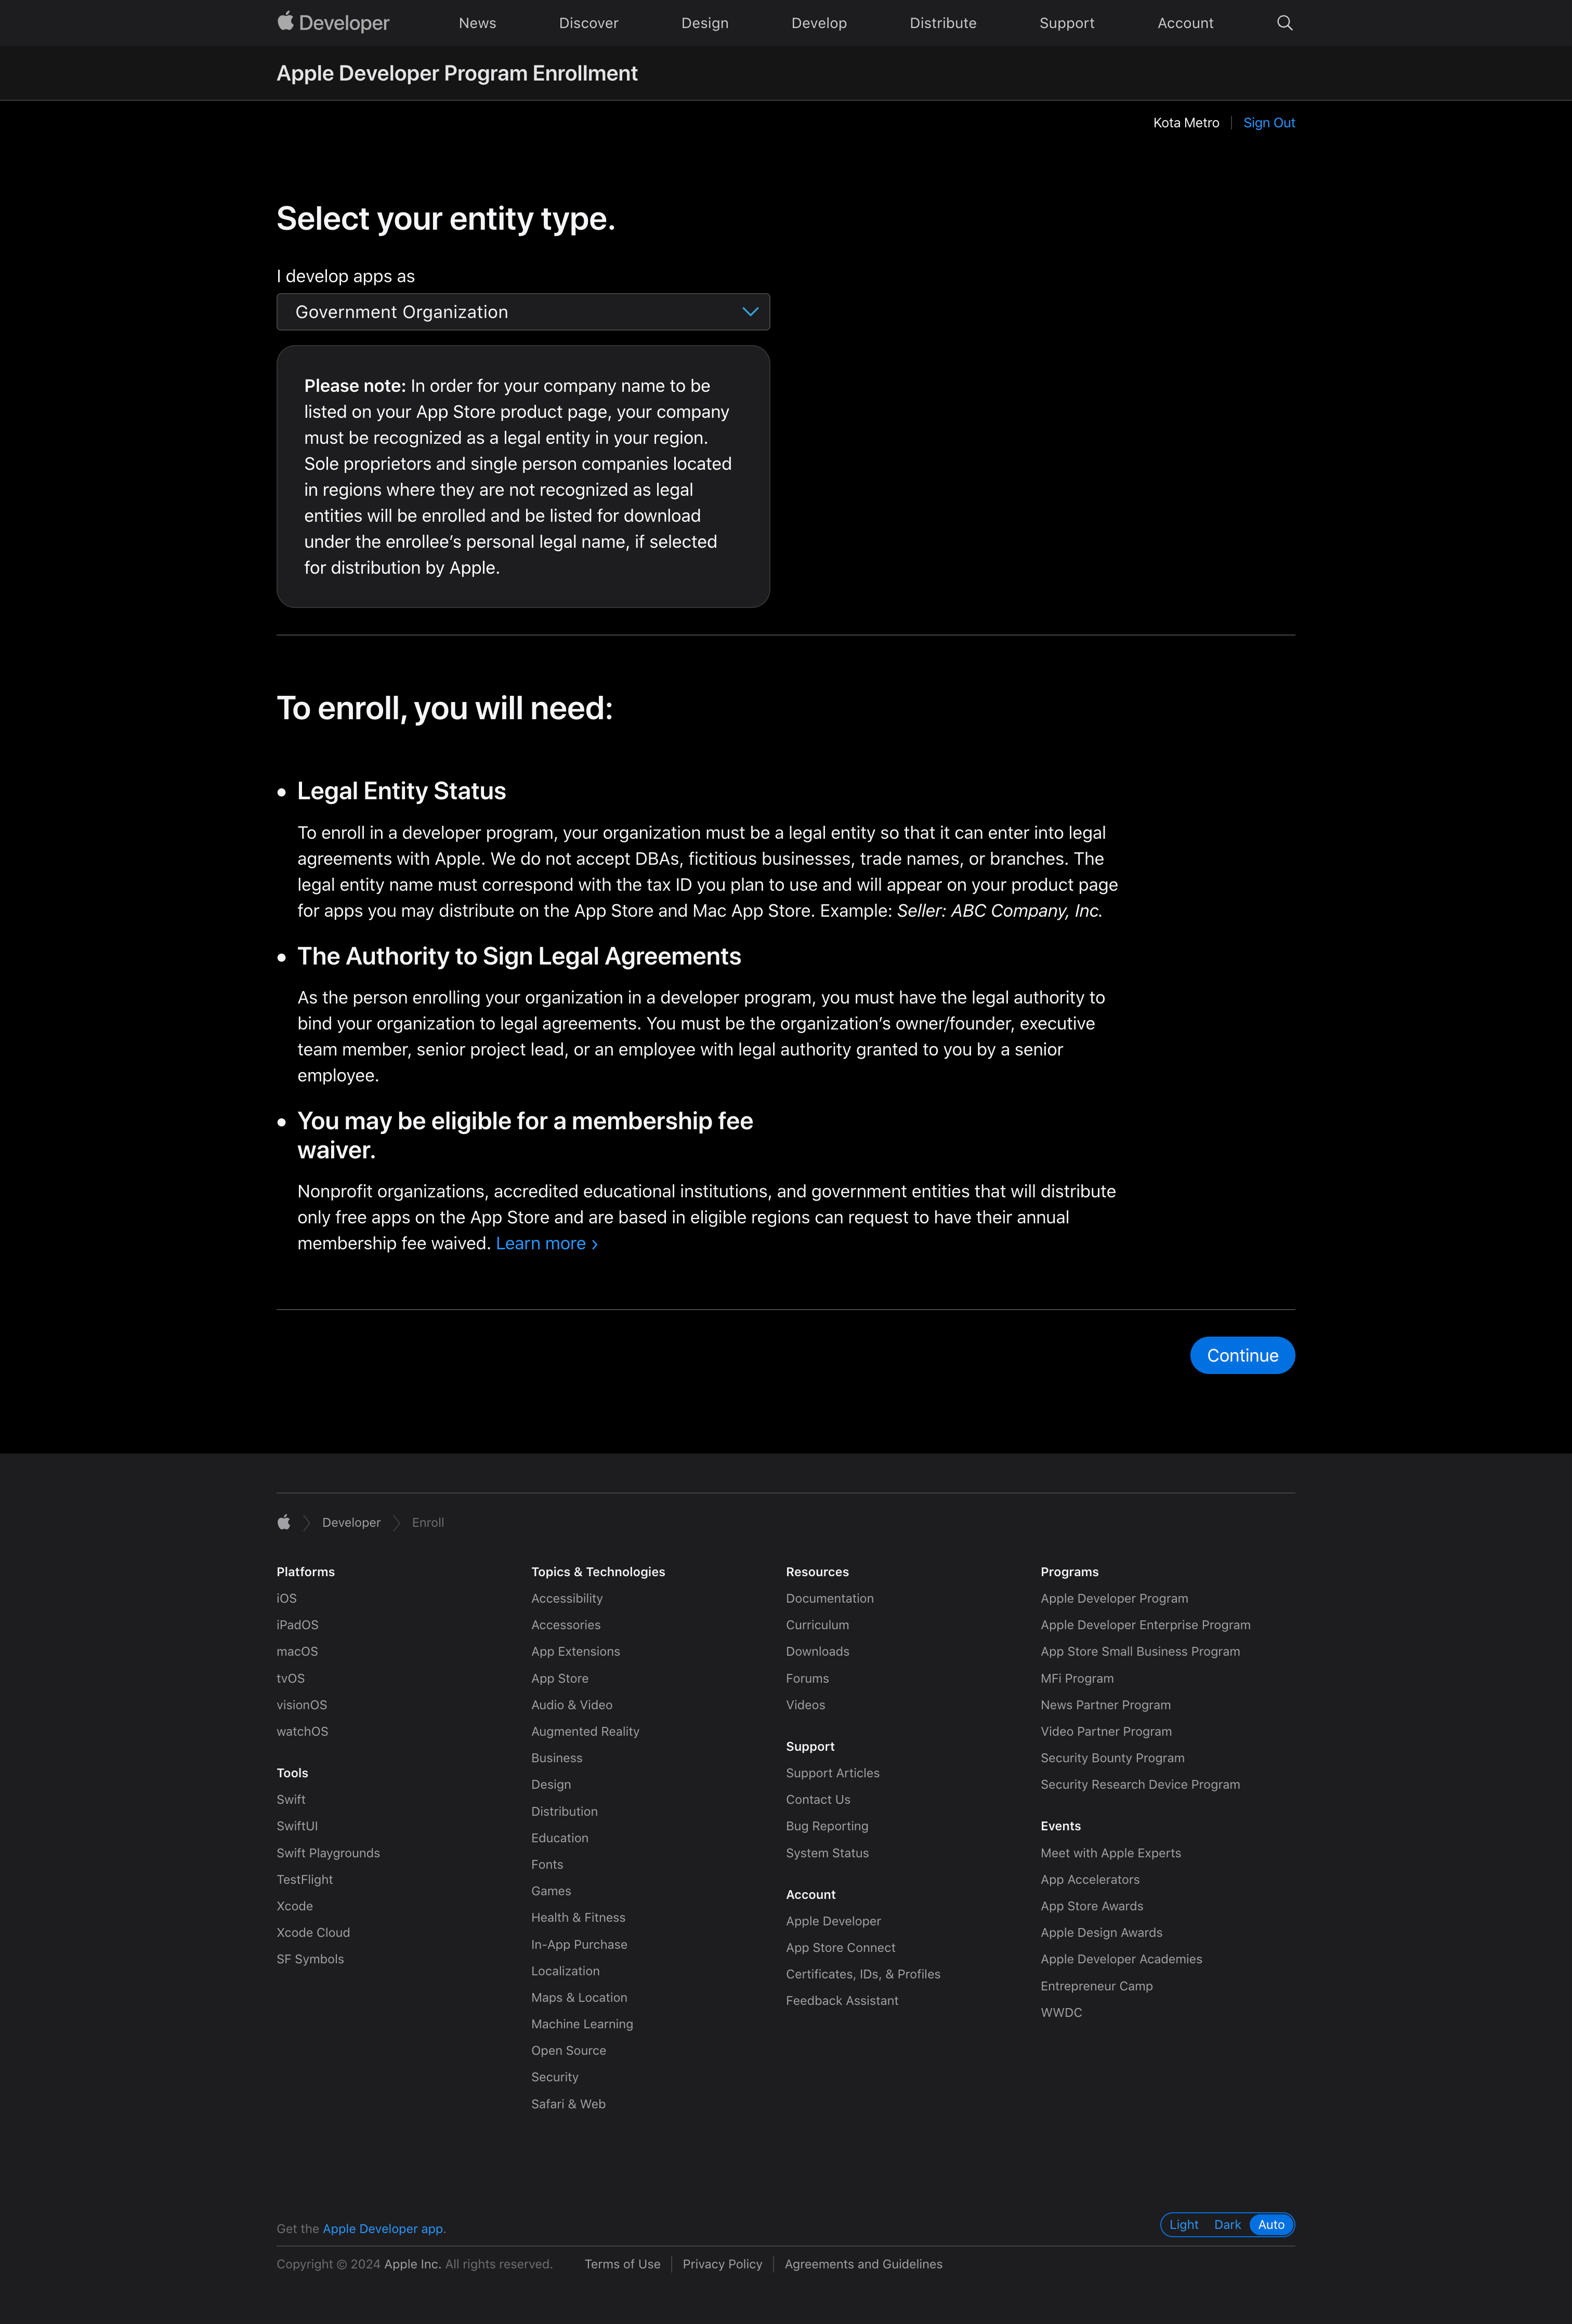 Developer
News
Discover
Design
Develop
Distribute
Support
Account
Apple Developer Program Enrollment
Kota Metro
Sign Out
Select your entity type.
I develop apps as
Government Organization
Please note: In order for your company name to be
listed on your App Store product page, your company
must be recognized as a legal entity in your region.
Sole proprietors and single person companies located
in regions where they are not recognized as legal
entities will be enrolled and be listed for download
under the enrollee’s personal legal name, if selected
for distribution by Apple.
To enroll, you will need:
• Legal Entity Status
To enroll in a developer program, your organization must be a legal entity so that it can enter into legal
agreements with Apple. We do not accept DBAs, fictitious businesses, trade names, or branches. The
legal entity name must correspond with the tax ID you plan to use and will appear on your product page
for apps you may distribute on the App Store and Mac App Store. Example: Seller: ABC Company, Inc.
• The Authority to Sign Legal Agreements
As the person enrolling your organization in a developer program, you must have the legal authority to
bind your organization to legal agreements. You must be the organization’s owner/founder, executive
team member, senior project lead, or an employee with legal authority granted to you by a senior
employee.
• You may be eligible for a membership fee
waiver.
Nonprofit organizations, accredited educational institutions, and government entities that will distribute
only free apps on the App Store and are based in eligible regions can request to have their annual
membership fee waived. Learn more ›
Continue
Developer
Enroll
Platforms
iOS
iPadOS
macOS
tvOS
visionOS
watchOS
Tools
Swift
SwiftUI
Swift Playgrounds
TestFlight
Xcode
Xcode Cloud
SF Symbols
Topics & Technologies
Accessibility
Accessories
App Extensions
App Store
Audio & Video
Augmented Reality
Business
Design
Distribution
Education
Fonts
Games
Health & Fitness
In-App Purchase
Localization
Maps & Location
Machine Learning
Open Source
Security
Safari & Web
Resources
Documentation
Curriculum
Downloads
Forums
Videos
Support
Support Articles
Contact Us
Bug Reporting
System Status
Account
Apple Developer
App Store Connect
Certificates, IDs, & Profiles
Feedback Assistant
Programs
Apple Developer Program
Apple Developer Enterprise Program
App Store Small Business Program
MFi Program
News Partner Program
Video Partner Program
Security Bounty Program
Security Research Device Program
Events
Meet with Apple Experts
App Accelerators
App Store Awards
Apple Design Awards
Apple Developer Academies
Entrepreneur Camp
WWDC
Get the Apple Developer app.
Light
Dark
Auto
Copyright © 2024 Apple Inc. All rights reserved.
Terms of Use
Privacy Policy
Agreements and Guidelines